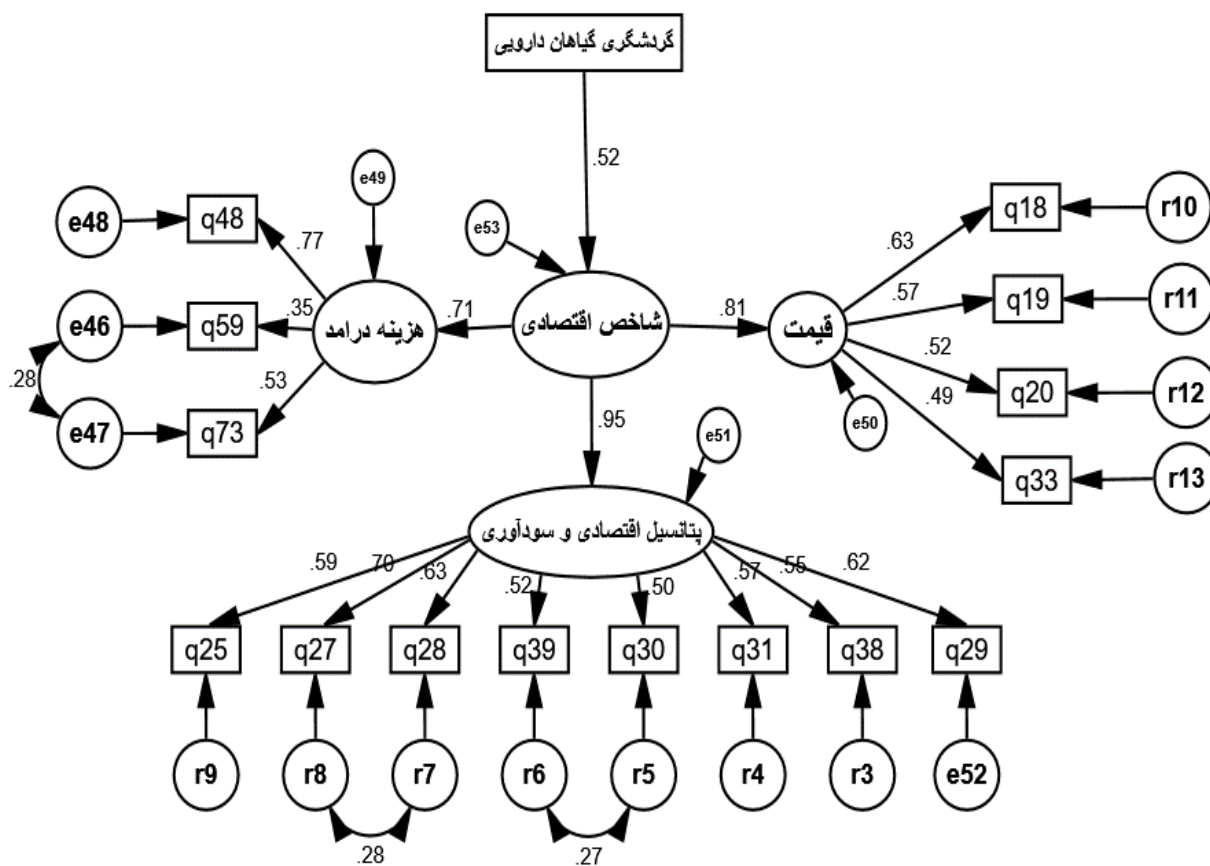 گردشگری گیاهان دارویی
.52
e49
e53
e48
q48
.77
q18
r10
.63
e46
q59
.35
هزینه درامد
.71
شاخص اقتصادی
.81
قیمت
.57
q19
r11
.28
.53
.52
q20
r12
e47
q73
.95
e51
e50
.49
q33
r13
پتانسیل اقتصادی و سودآوری
.59
.70
.63
.52
.50
.57
.55
.62
q25
q27
q28
q39
q30
q31
q38
q29
r9
r8
r7
r6
r5
r4
r3
e52
.28
.27